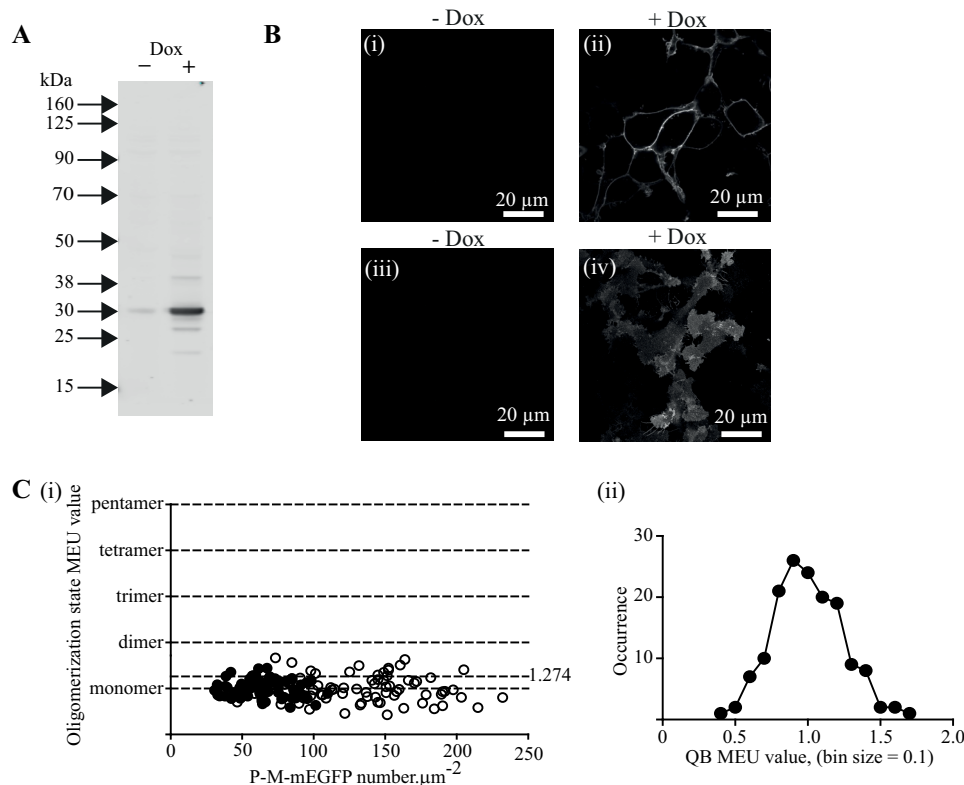 A
Dox
− +
kDa
160
125
90
70
50
38
30
25
15
B
- Dox
+ Dox
(i)
20 µm
(ii)
20 µm
- Dox
+ Dox
(iii)
20 µm
(iv)
20 µm
C (i)
Oligomerization state MEU value
pentamer
tetramer
trimer
dimer
monomer
1.274
0 50 100 150 200 250
P-M-mEGFP number.µm-2
(ii)
Occurrence
30
20
10
0.5 1.0 1.5 2.0
QB MEU value, (bin size = 0.1)